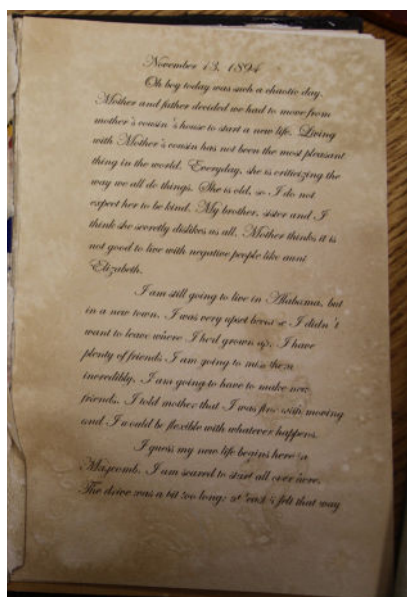 November 13, 1894
Oh boy today was such a chaotic day.
Mother and father decided we had to move from
mother's cousin's house to start a new life. Living
with Mother's cousin has not been the most pleasant
thing in the world. Everyday, she is criticizing the
way we all do things. She is old, so I do not
expect her to be kind. My brother, sister and I
think she secretly dislikes us all. Mother thinks it is
not good to live with negative people like aunt
Elizabeth.
I am still going to live in Alabama, but
in a new town. I was very upset because I didn't
want to leave where I had grown up. I have
plenty of friends I am going to miss them
incredibly. I am going to have to make new
friends. I told mother that I was fine with moving
and I would be flexible with whatever happens.
I guess my new life begins here in
Maycomb. I am scared to start all over here.
The drive was a bit too long; at least I felt that way